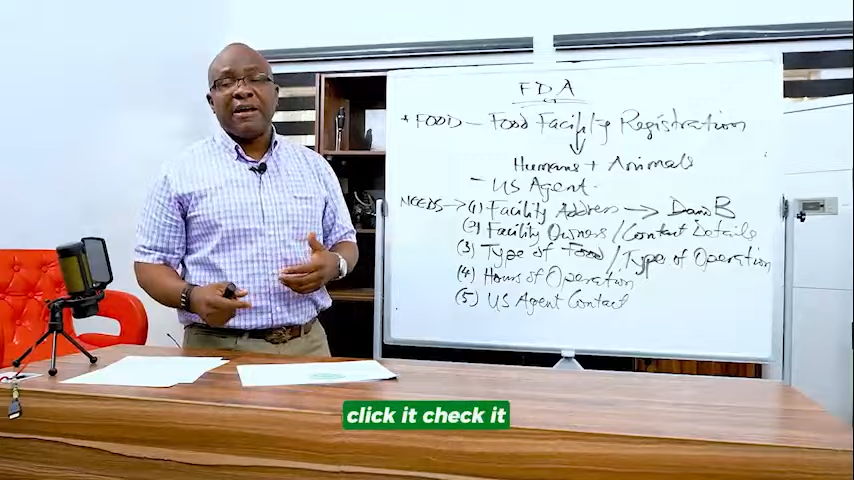 FDA
* FOOD - Food Facility Registration
Humans + Animals
- US Agent.
NEEDS → (1) Facility Address →
(2) Facility Owners / Contact Details
(3) Type of Food / Type of Operation
(4) Hours of Operation
(5) US Agent Contact
click it check it